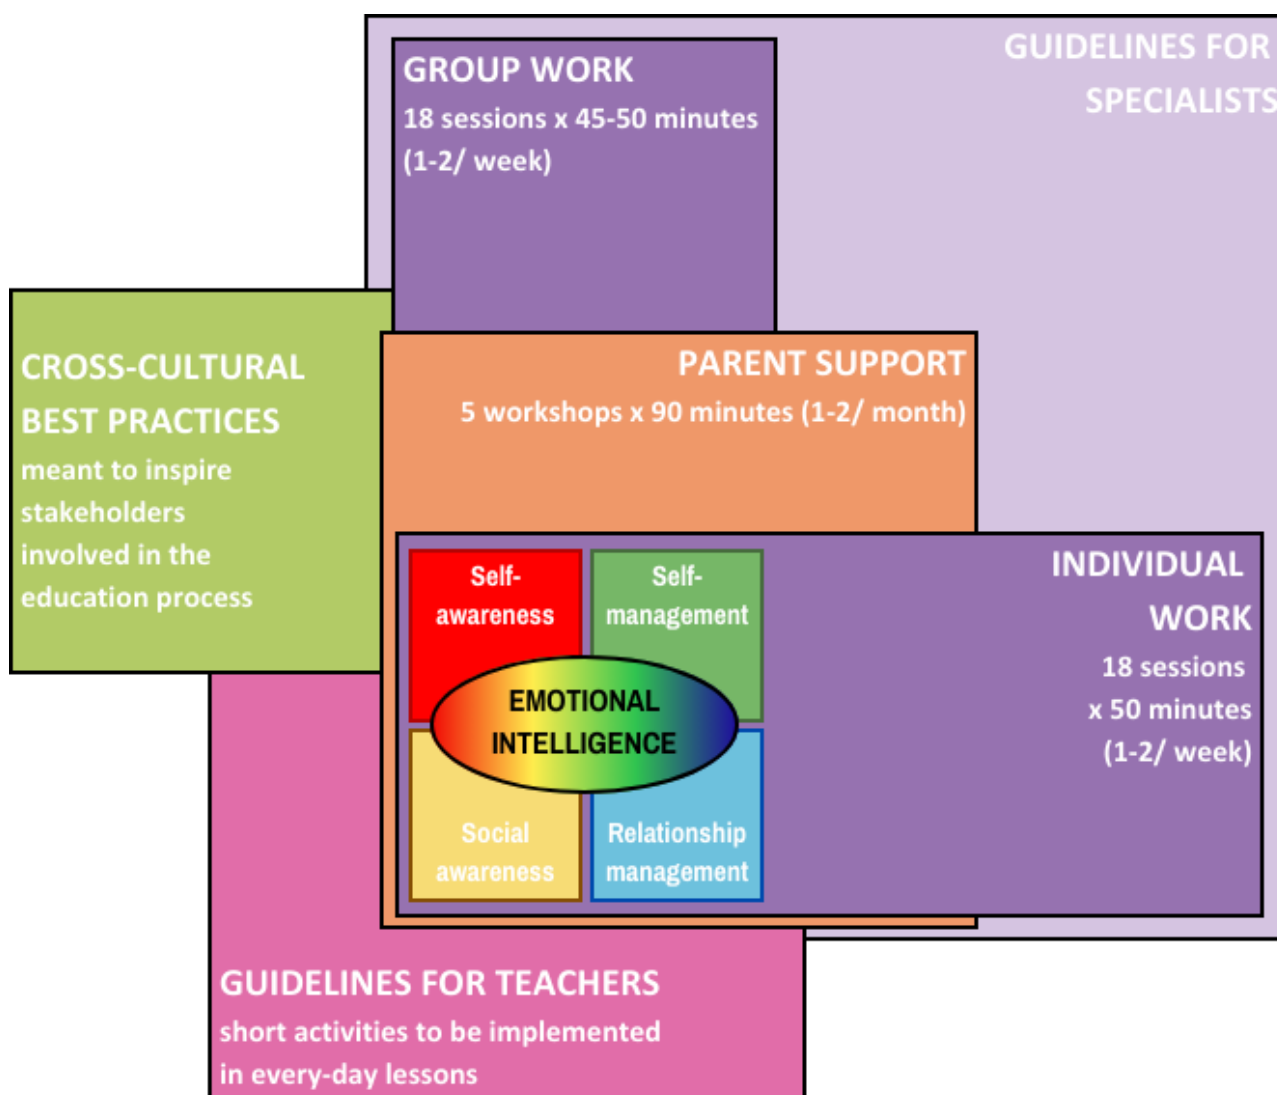 GUIDELINES FOR
SPECIALISTS
GROUP WORK
18 sessions x 45-50 minutes
(1-2/ week)
CROSS-CULTURAL
BEST PRACTICES
meant to inspire
stakeholders
involved in the
education process
PARENT SUPPORT
5 workshops x 90 minutes (1-2/ month)
INDIVIDUAL
WORK
18 sessions
x 50 minutes
(1-2/ week)
Self-
awareness
Self-
management
EMOTIONAL
INTELLIGENCE
Social
awareness
Relationship
management
GUIDELINES FOR TEACHERS
short activities to be implemented
in every-day lessons